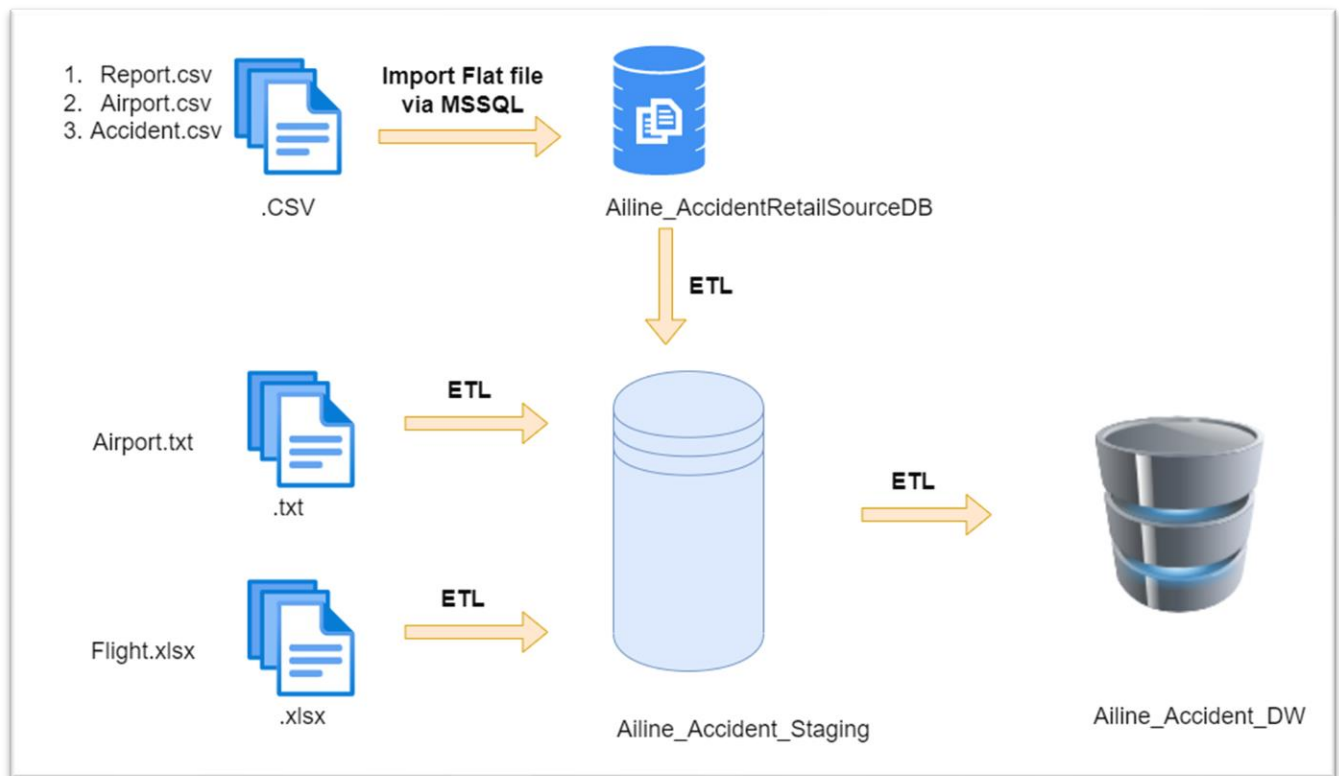 1. Report.csv
2. Airport.csv
3. Accident.csv
.CSV
Import Flat file
via MSSQL
Ailine_AccidentRetailSourceDB
ETL
Airport.txt
.txt
ETL
Flight.xlsx
.xlsx
ETL
Ailine_Accident_Staging
ETL
Ailine_Accident_DW